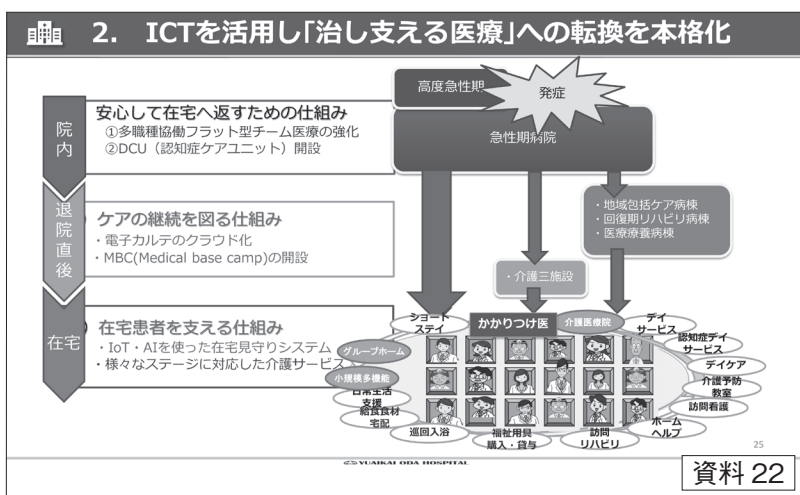 2. ICTを活用し「治し支える医療」への転換を本格化
院内
安心して在宅へ返すための仕組み
①多職種協働フラット型チーム医療の強化
②DCU（認知症ケアユニット）開設
退院直後
ケアの継続を図る仕組み
・電子カルテのクラウド化
・MBC(Medical base camp)の開設
在宅
在宅患者を支える仕組み
・IoT・AIを使った在宅見守りシステム
・様々なステージに対応した介護サービス
高度急性期
発症
急性期病院
・地域包括ケア病棟
・回復期リハビリ病棟
・医療療養病棟
・介護三施設
ショート
ステイ
かかりつけ医
介護医療院
デイ
サービス
認知症デイ
サービス
デイケア
介護予防
教室
訪問看護
ホーム
ヘルプ
訪問
リハビリ
福祉用具
購入・貸与
巡回入浴
給食食材
宅配
日常生活
支援
小規模多機能
グループホーム
25
YUAIKAI ODA HOSPITAL
資料 22